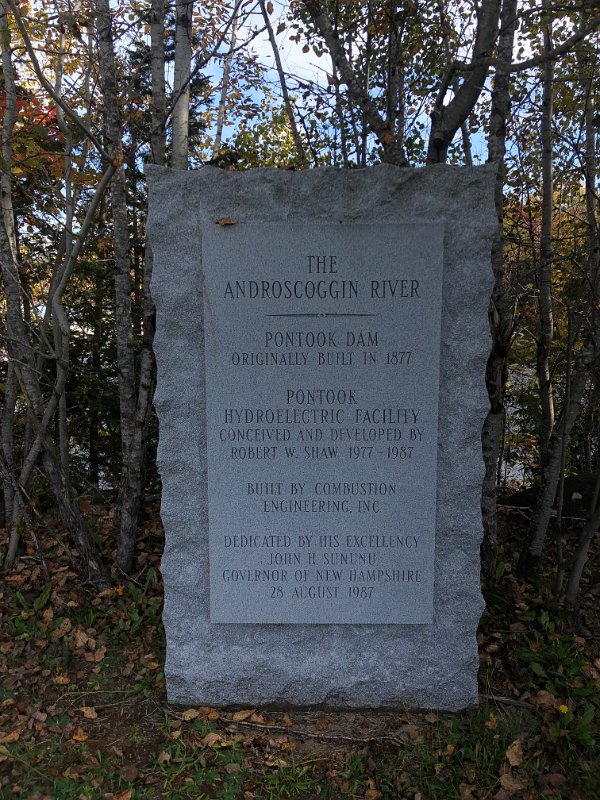 THE
ANDROSCOGGIN RIVER
PONTOOK DAM
ORIGINALLY BUILT IN 1877
PONTOOK
HYDROELECTRIC FACILITY
CONCEIVED AND DEVELOPED BY
ROBERT W. SHAW 1977-1987
BUILT BY COMBUSTION
ENGINEERING, INC.
DEDICATED BY HIS EXCELLENCY
JOHN H. SUNUNU
GOVERNOR OF NEW HAMPSHIRE
28 AUGUST 1987